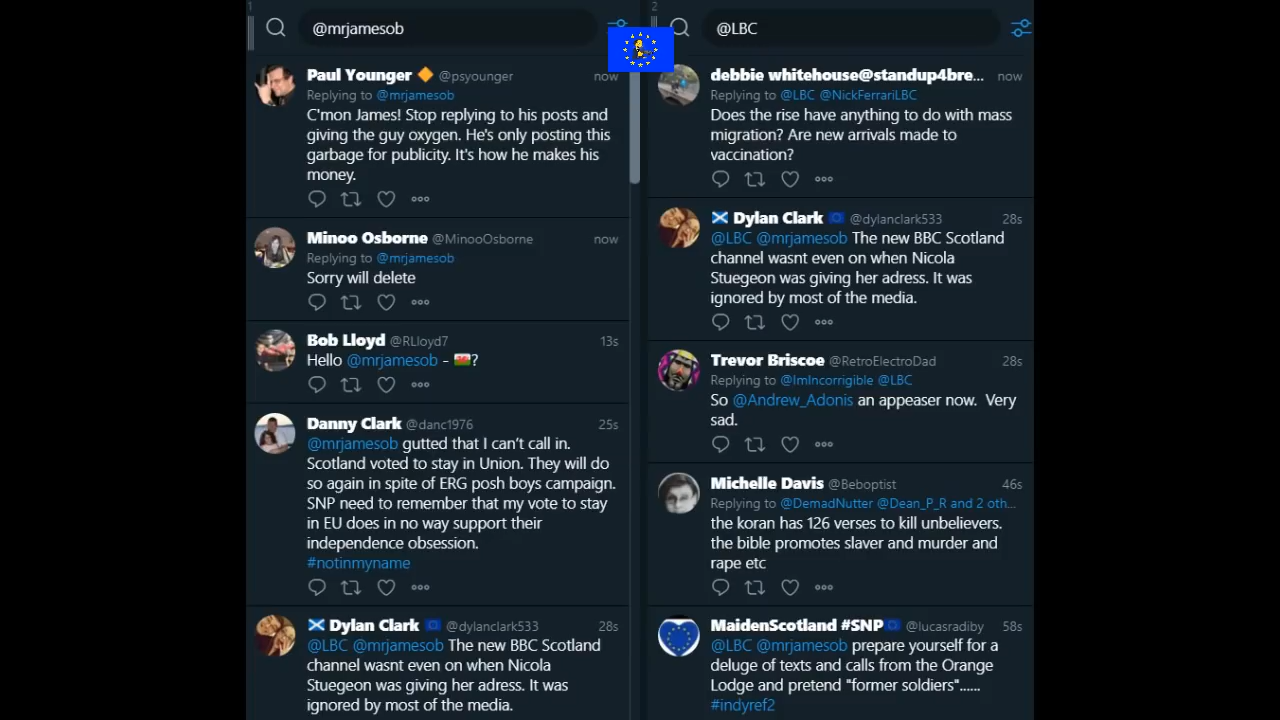 1
@mrjamesob
Paul Younger 🔶 @psyounger now
Replying to @mrjamesob
C'mon James! Stop replying to his posts and
giving the guy oxygen. He's only posting this
garbage for publicity. It's how he makes his
money.
Minoo Osborne @MinooOsborne now
Replying to @mrjamesob
Sorry will delete
Bob Lloyd @RLloyd7 13s
Hello @mrjamesob - 🏴󠁧󠁢󠁷󠁬󠁳󠁿?
Danny Clark @danc1976 25s
@mrjamesob gutted that I can't call in.
Scotland voted to stay in Union. They will do
so again in spite of ERG posh boys campaign.
SNP need to remember that my vote to stay
in EU does in no way support their
independence obsession.
#notinmyname
Dylan Clark @dylanclark533 28s
@LBC @mrjamesob The new BBC Scotland
channel wasnt even on when Nicola
Stuegeon was giving her adress. It was
ignored by most of the media.
2
@LBC
debbie whitehouse@standup4bre... now
Replying to @LBC @NickFerrariLBC
Does the rise have anything to do with mass
migration? Are new arrivals made to
vaccination?
Dylan Clark @dylanclark533 28s
@LBC @mrjamesob The new BBC Scotland
channel wasnt even on when Nicola
Stuegeon was giving her adress. It was
ignored by most of the media.
Trevor Briscoe @RetroElectroDad 28s
Replying to @ImIncorrigible @LBC
So @Andrew_Adonis an appeaser now. Very
sad.
Michelle Davis @Beboptist 46s
Replying to @DemadNutter @Dean_P_R and 2 oth...
the koran has 126 verses to kill unbelievers.
the bible promotes slaver and murder and
rape etc
MaidenScotland #SNP @lucasradiby 58s
@LBC @mrjamesob prepare yourself for a
deluge of texts and calls from the Orange
Lodge and pretend "former soldiers"......
#indyref2